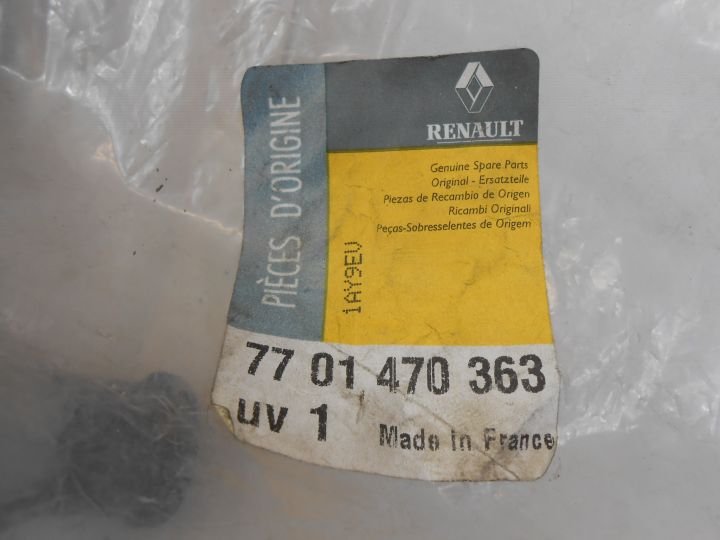 PIÈCES D'ORIGINE
RENAULT
Genuine Spare Parts
Original - Ersatzteile
Piezas de Recambio de Origen
Ricambi Originali
Peças-Sobresselentes de Origem
1AY9EU
77 01 470 363
UV 1
Made in France